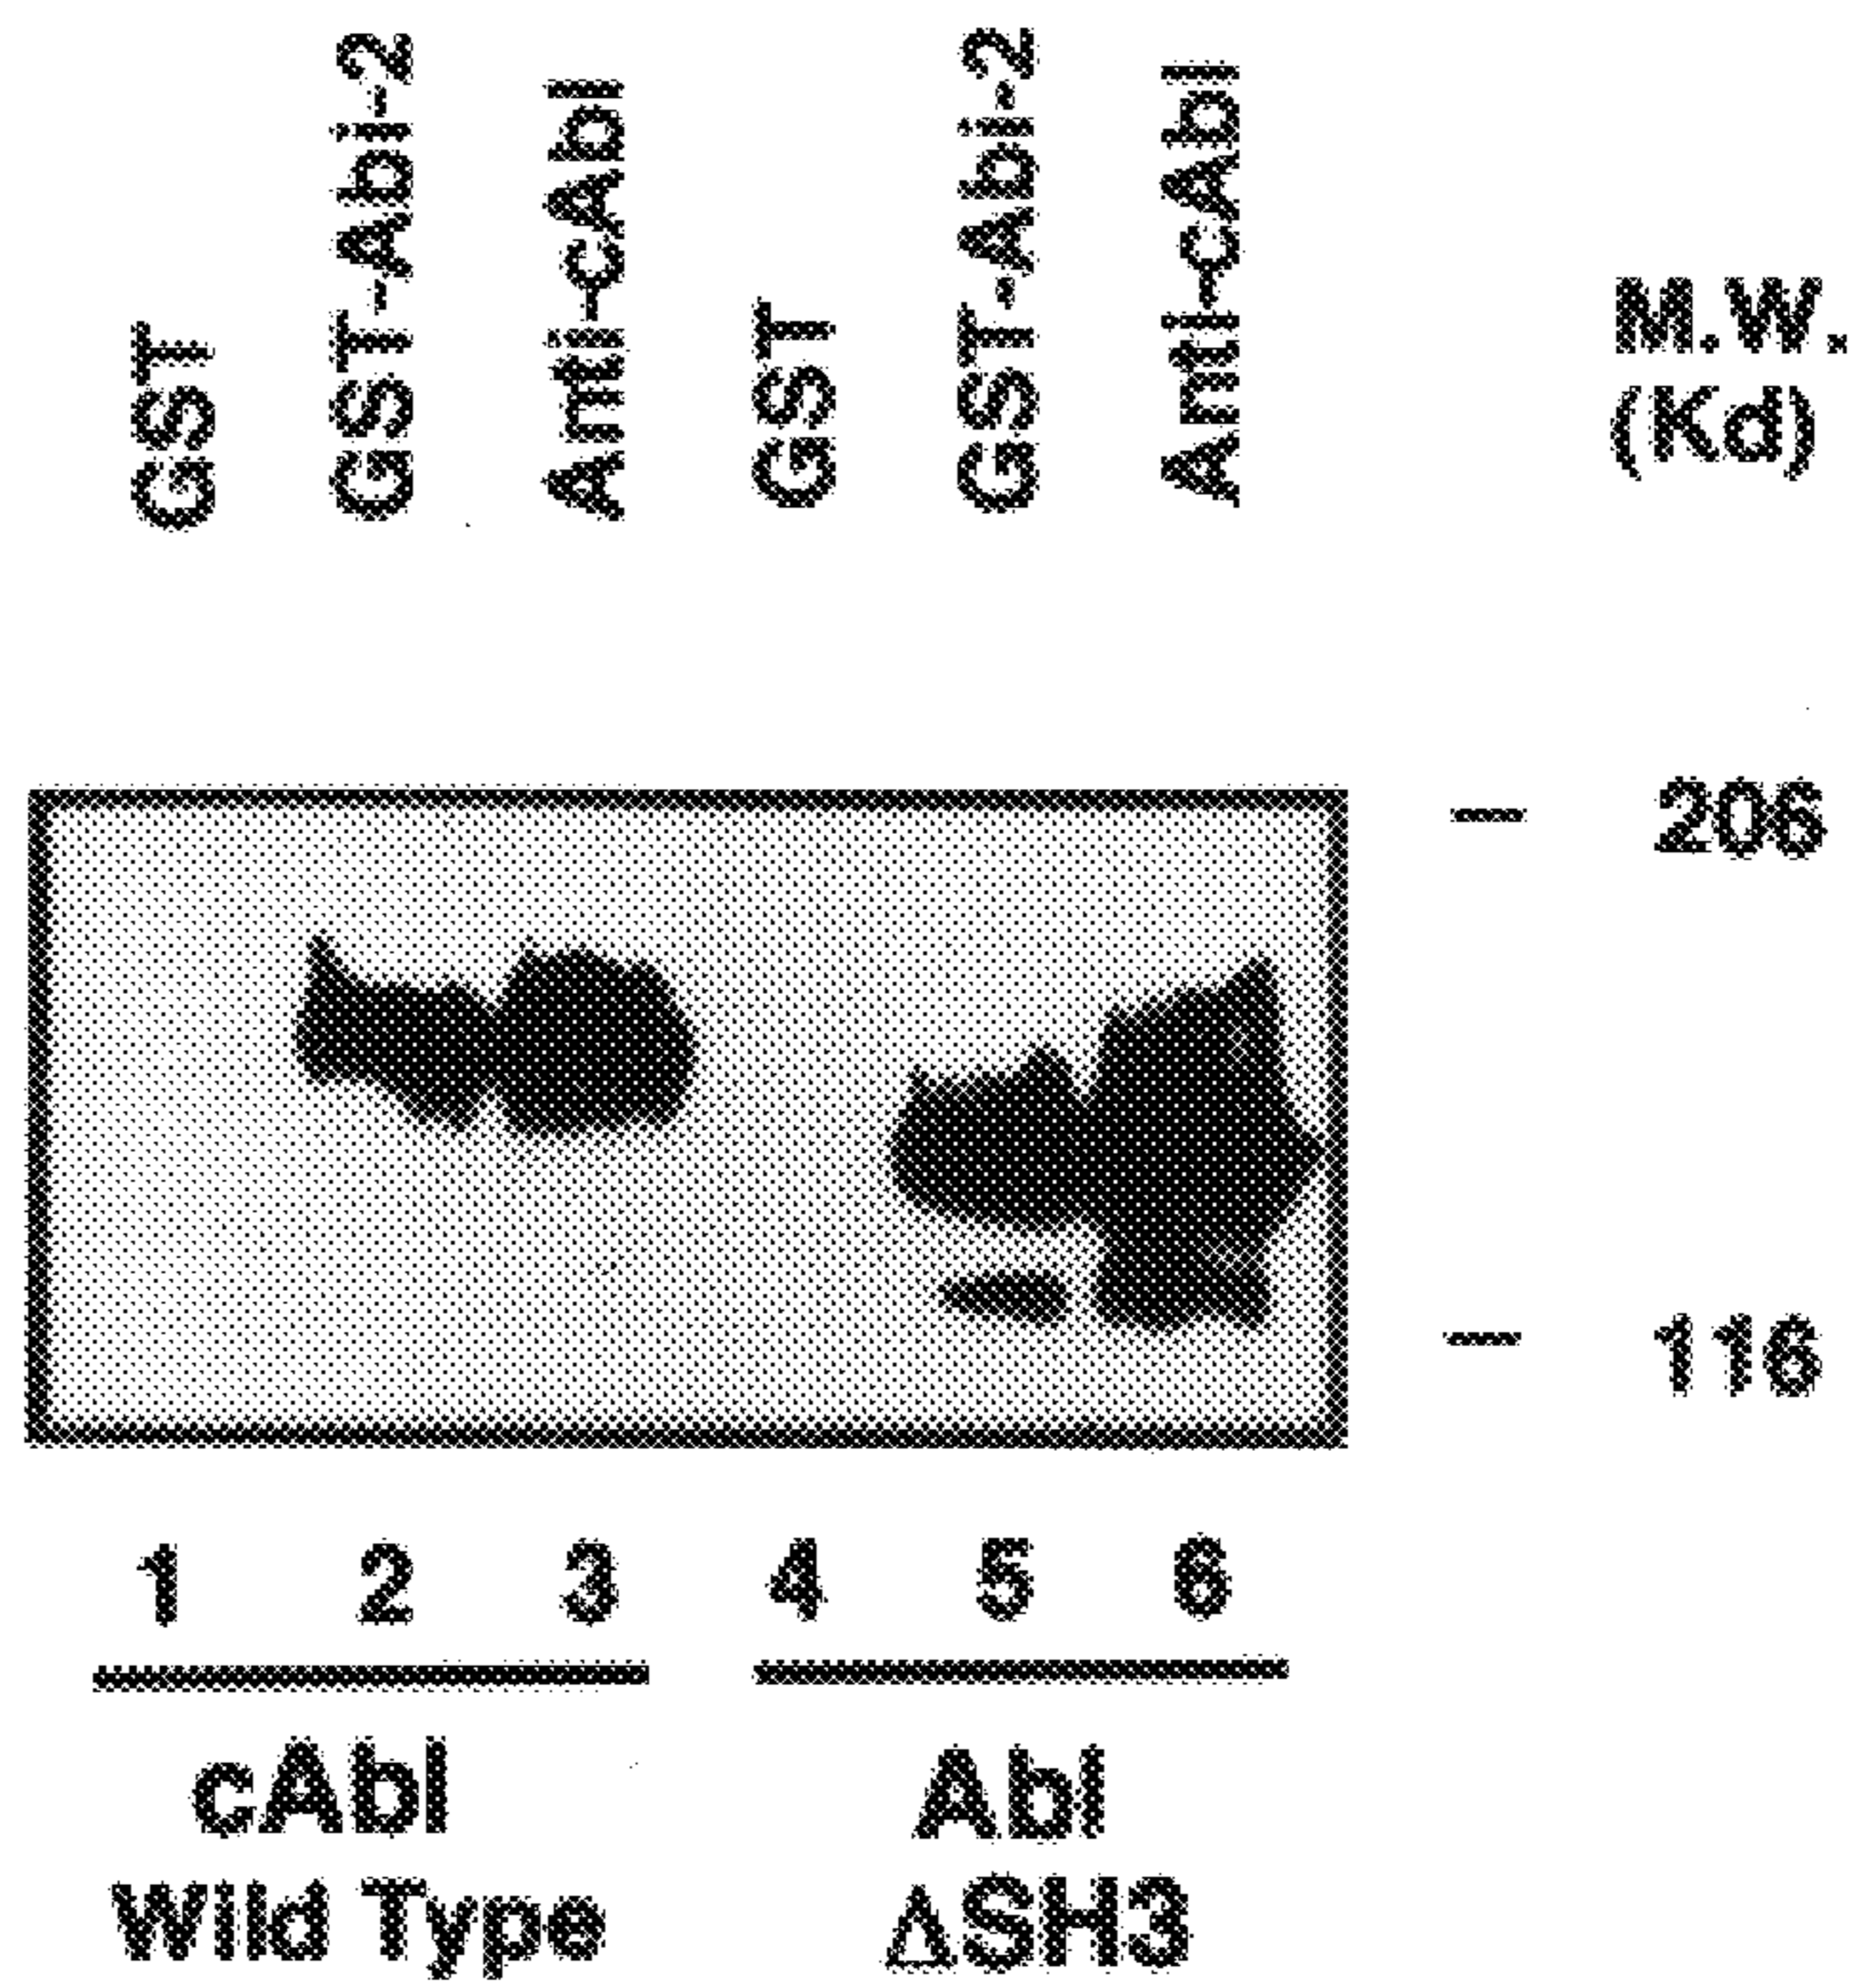 GST
GST-Abi-2
Anti-cAbl
GST
GST-Abi-2
Anti-cAbl
M.W.
(Kd)
206
116
1 2 3 4 5 6
cAbl
Wild Type
Abl
ΔSH3